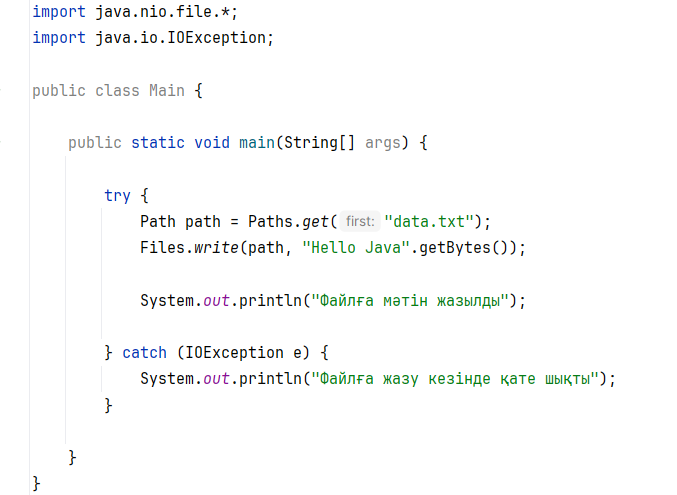 import java.nio.file.*;
import java.io.IOException;
public class Main {
public static void main(String[] args) {
try {
Path path = Paths.get( first: "data.txt");
Files.write(path, "Hello Java".getBytes());
System.out.println("Файлға мәтін жазылды");
} catch (IOException e) {
System.out.println("Файлға жазу кезінде қате шықты");
}
}
}